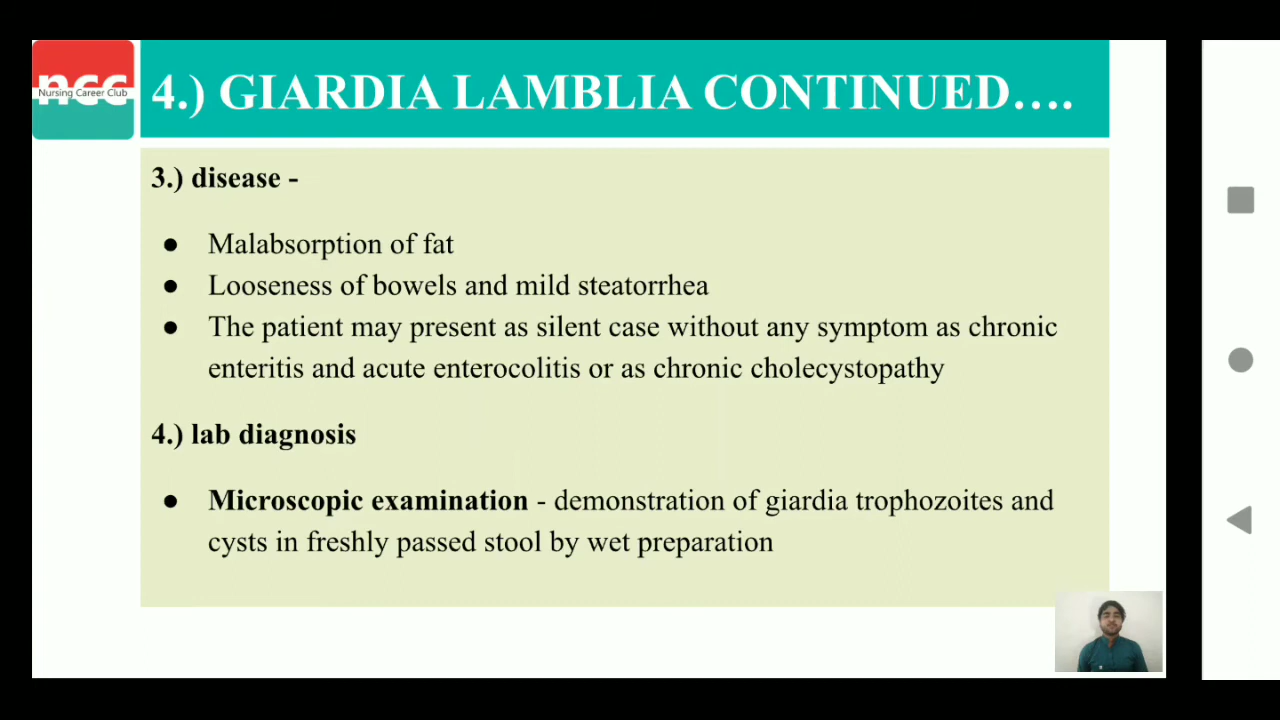 ncc
Nursing Career Club
4.) GIARDIA LAMBLIA CONTINUED....
3.) disease -
● Malabsorption of fat
● Looseness of bowels and mild steatorrhea
● The patient may present as silent case without any symptom as chronic
enteritis and acute enterocolitis or as chronic cholecystopathy
4.) lab diagnosis
● Microscopic examination - demonstration of giardia trophozoites and
cysts in freshly passed stool by wet preparation